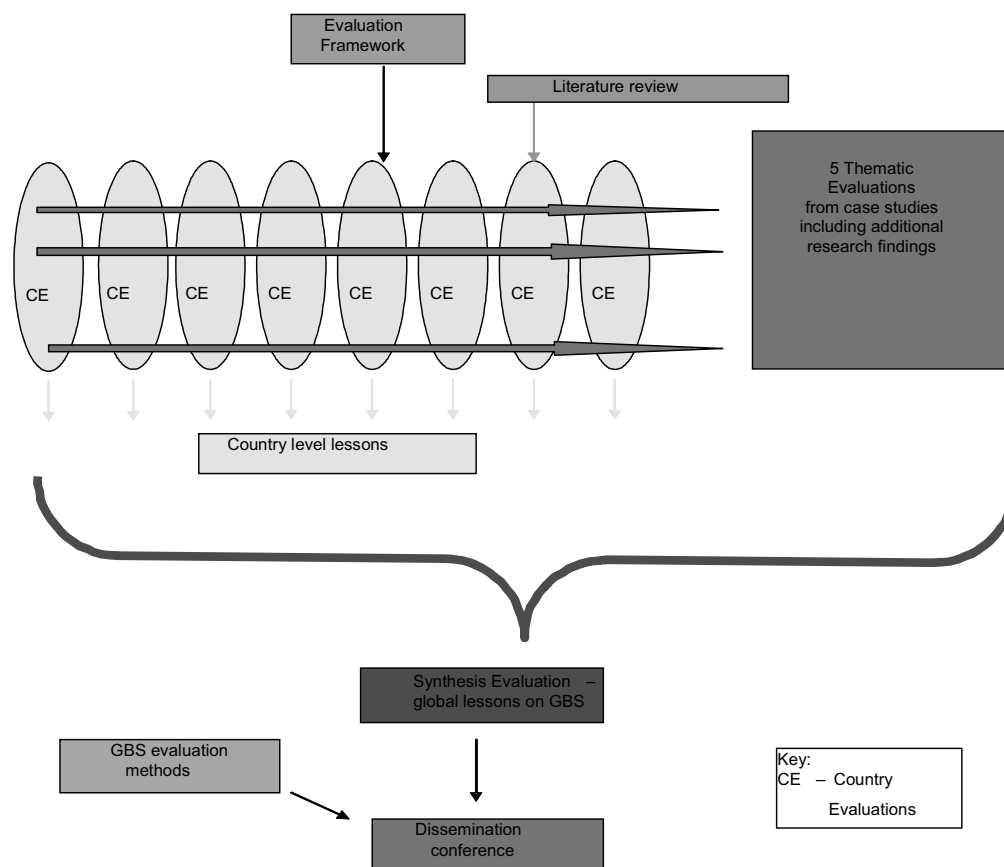 Evaluation
Framework
Literature review
5 Thematic
Evaluations
from case studies
including additional
research findings
CE CE CE CE CE CE CE CE
Country level lessons
Synthesis Evaluation –
global lessons on GBS
GBS evaluation
methods
Key:
CE – Country
Evaluations
Dissemination
conference